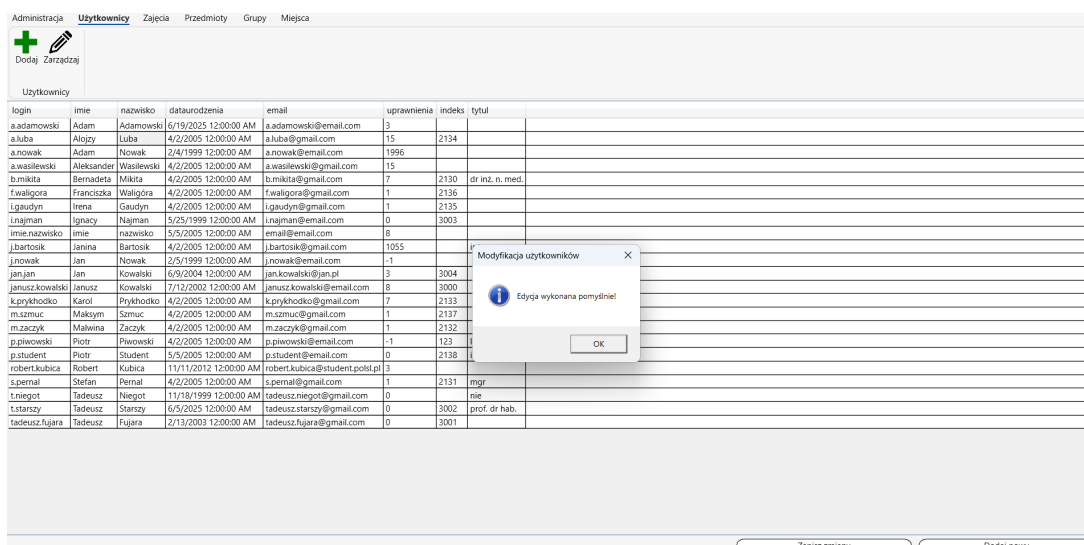 Administracja Użytkownicy Zajęcia Przedmioty Grupy Miejsca
Dodaj Zarządzaj
Użytkownicy
login imie nazwisko dataurodzenia email uprawnienia indeks tytul
a.adamowski Adam Adamowski 6/19/2025 12:00:00 AM a.adamowski@email.com 3
a.luba Alojzy Luba 4/2/2005 12:00:00 AM a.luba@gmail.com 15 2134
a.nowak Adam Nowak 2/4/1999 12:00:00 AM a.nowak@email.com 1996
a.wasilewski Aleksander Wasilewski 4/2/2005 12:00:00 AM a.wasilewski@gmail.com 15
b.mikita Bernadeta Mikita 4/2/2005 12:00:00 AM b.mikita@gmail.com 7 2130 dr inż. n. med.
f.waligora Franciszka Waligóra 4/2/2005 12:00:00 AM f.waligora@gmail.com 1 2136
i.gaudyn Irena Gaudyn 4/2/2005 12:00:00 AM i.gaudyn@gmail.com 1 2135
i.najman Ignacy Najman 5/25/1999 12:00:00 AM i.najman@email.com 0 3003
imie.nazwisko imie nazwisko 5/5/2005 12:00:00 AM email@email.com 8
j.bartosik Janina Bartosik 4/2/2005 12:00:00 AM j.bartosik@gmail.com 1055
j.nowak Jan Nowak 2/5/1999 12:00:00 AM j.nowak@email.com -1
jan.jan Jan Kowalski 6/9/2004 12:00:00 AM jan.kowalski@jan.pl 3 3004
janusz.kowalski Janusz Kowalski 7/12/2002 12:00:00 AM janusz.kowalski@email.com 8 3000
k.prykhodko Karol Prykhodko 4/2/2005 12:00:00 AM k.prykhodko@gmail.com 7 2133
m.szmuc Maksym Szmuc 4/2/2005 12:00:00 AM m.szmuc@gmail.com 1 2137
m.zaczyk Malwina Zaczyk 4/2/2005 12:00:00 AM m.zaczyk@gmail.com 1 2132
p.piwowski Piotr Piwowski 4/2/2005 12:00:00 AM p.piwowski@email.com -1 123
p.student Piotr Student 5/5/2005 12:00:00 AM p.student@email.com 0 2138
robert.kubica Robert Kubica 11/11/2012 12:00:00 AM robert.kubica@student.polsl.pl 3
s.pernal Stefan Pernal 4/2/2005 12:00:00 AM s.pernal@gmail.com 1 2131 mgr
t.niegot Tadeusz Niegot 11/18/1999 12:00:00 AM tadeusz.niegot@gmail.com 0 nie
t.starszy Tadeusz Starszy 6/5/2025 12:00:00 AM tadeusz.starszy@gmail.com 0 3002 prof. dr hab.
tadeusz.fujara Tadeusz Fujara 2/13/2003 12:00:00 AM tadeusz.fujara@gmail.com 0 3001
Modyfikacja użytkowników
Edycja wykonana pomyślnie!
OK